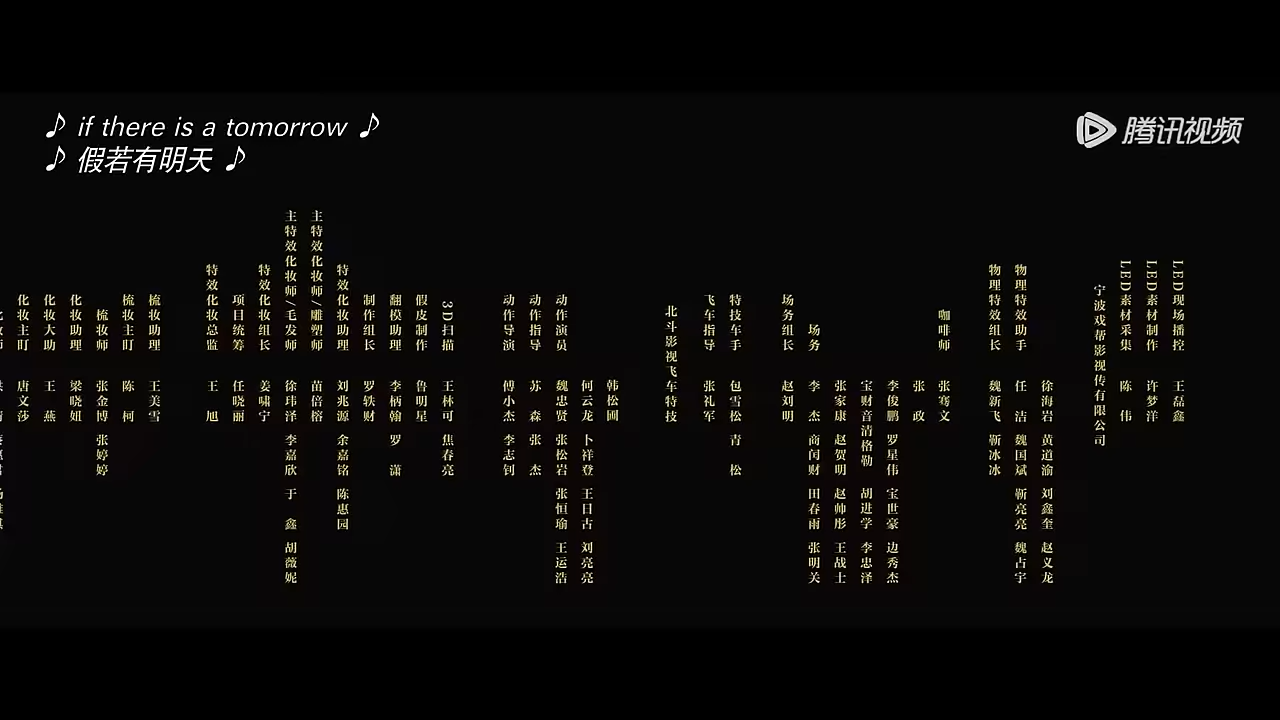 ♪ if there is a tomorrow ♪
♪ 假若有明天 ♪
腾讯视频
化妆主盯 唐文莎
化妆大助 王燕
化妆助理 梁晓妞
梳妆师 张金博 张婷婷
梳妆主盯 陈柯
梳妆助理 王美雪
特效化妆总监 王旭
项目统筹 任晓丽
特效化妆组长 姜啸宁
主特效化妆师/毛发师 徐玮泽 李嘉欣 于鑫 胡薇妮
主特效化妆师/雕塑师 苗倍榕
特效化妆助理 刘兆源 余嘉铭 陈惠园
制作组长 罗轶财
翻模助理 李柄翰 罗潇
假皮制作 鲁明星
3D扫描 王林可 焦春亮
动作导演 傅小杰 李志钊
动作指导 苏森 张杰
动作演员 魏忠贤 张松岩 张恒瑜 王运浩
何云龙 卜祥登 王日古 刘亮亮
韩松圃
北斗影视飞车特技
飞车指导 张礼军
特技车手 包雪松 青松
场务组长 赵刘明
场务 李杰 商闰财 田春雨 张明关
张家康 赵贺明 赵帅彤 王战士
宝财音清格勒 胡进学 李忠泽
李俊鹏 罗星伟 宝世豪 边秀杰
张政
咖啡师 张骞文
物理特效组长 魏新飞 靳冰冰
物理特效助手 任洁 魏国斌 靳亮亮 魏占宇
徐海岩 黄道渝 刘鑫奎 赵义龙
宁波戏帮影视传有限公司
LED素材采集 陈伟
LED素材制作 许梦洋
LED现场播控 王磊鑫